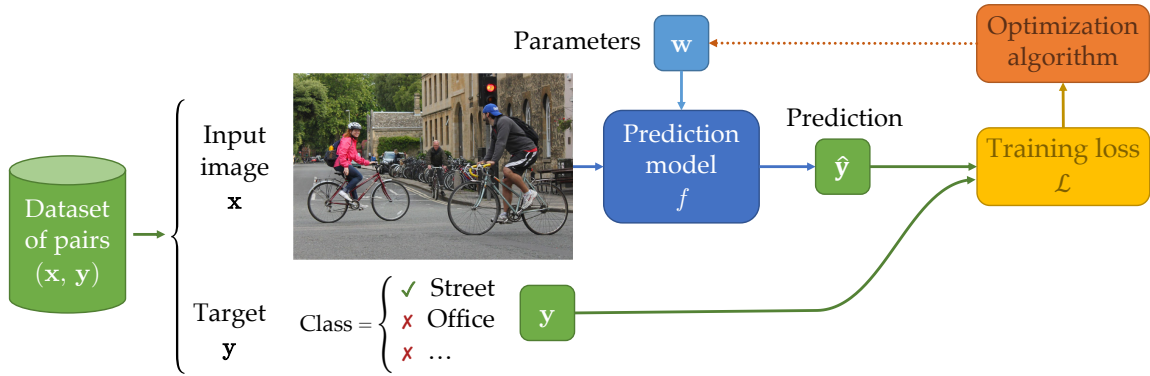 Dataset
of pairs
(x, y)
Input
image
x
Target
y
Class =
✓ Street
✗ Office
✗ ...
y
Parameters
w
Prediction
model
f
Prediction
ŷ
Optimization
algorithm
Training loss
ℒ